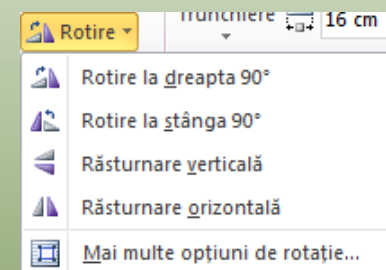 Rotire
Trunchiere
16 cm
Rotire la dreapta 90°
Rotire la stânga 90°
Răsturnare verticală
Răsturnare orizontală
Mai multe opțiuni de rotație...